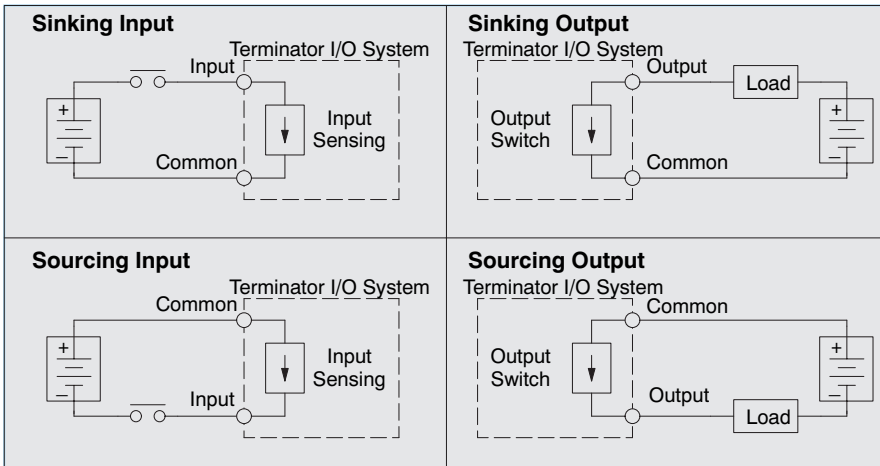 Sinking Input
Terminator I/O System
Input
+
–
Input
Sensing
Common
Sinking Output
Terminator I/O System
Output
Load
+
–
Output
Switch
Common
Sourcing Input
Terminator I/O System
Common
+
–
Input
Sensing
Input
Sourcing Output
Terminator I/O System
Common
+
–
Output
Switch
Output
Load